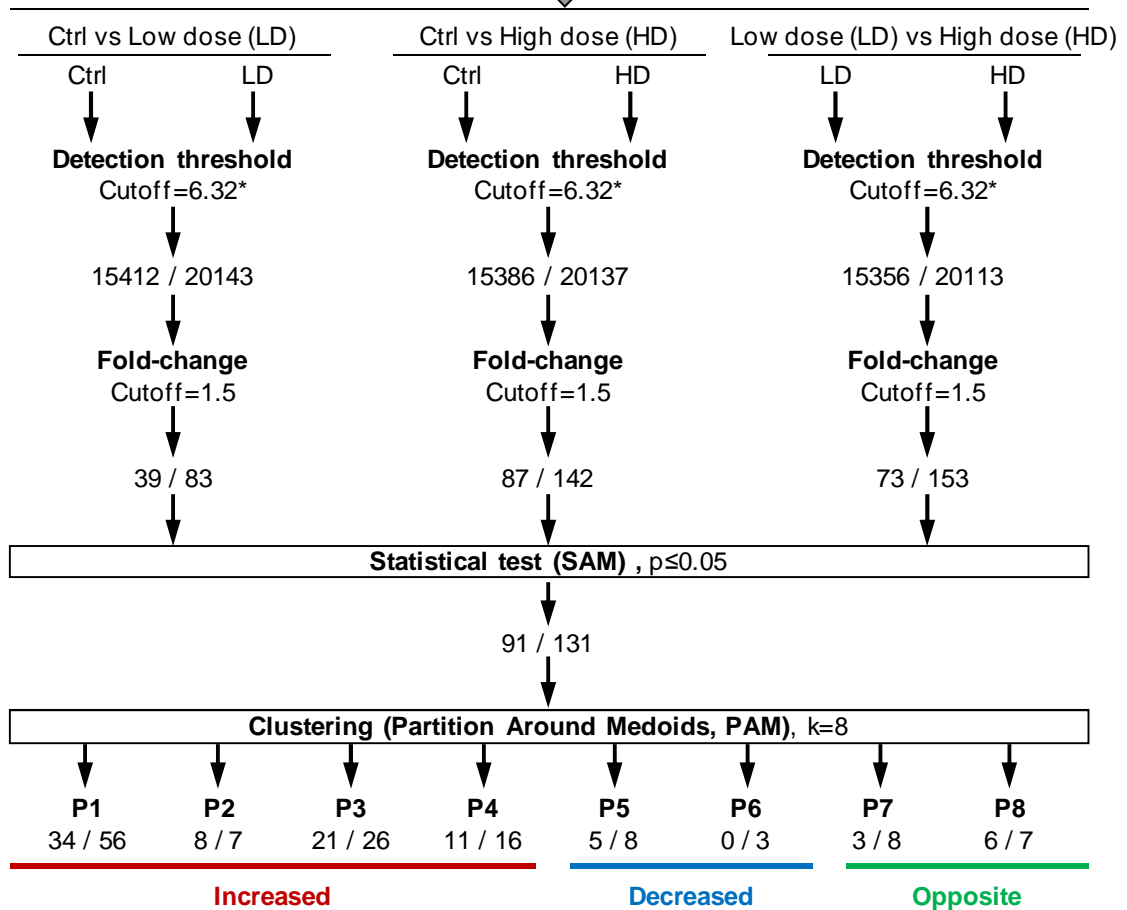 Ctrl vs Low dose (LD) Ctrl vs High dose (HD) Low dose (LD) vs High dose (HD)
Ctrl LD Ctrl HD LD HD
Detection threshold Detection threshold Detection threshold
Cutoff=6.32* Cutoff=6.32* Cutoff=6.32*
15412 / 20143 15386 / 20137 15356 / 20113
Fold-change Fold-change Fold-change
Cutoff=1.5 Cutoff=1.5 Cutoff=1.5
39 / 83 87 / 142 73 / 153
Statistical test (SAM) , p≤0.05
91 / 131
Clustering (Partition Around Medoids, PAM), k=8
P1 P2 P3 P4 P5 P6 P7 P8
34 / 56 8 / 7 21 / 26 11 / 16 5 / 8 0 / 3 3 / 8 6 / 7
Increased Decreased Opposite